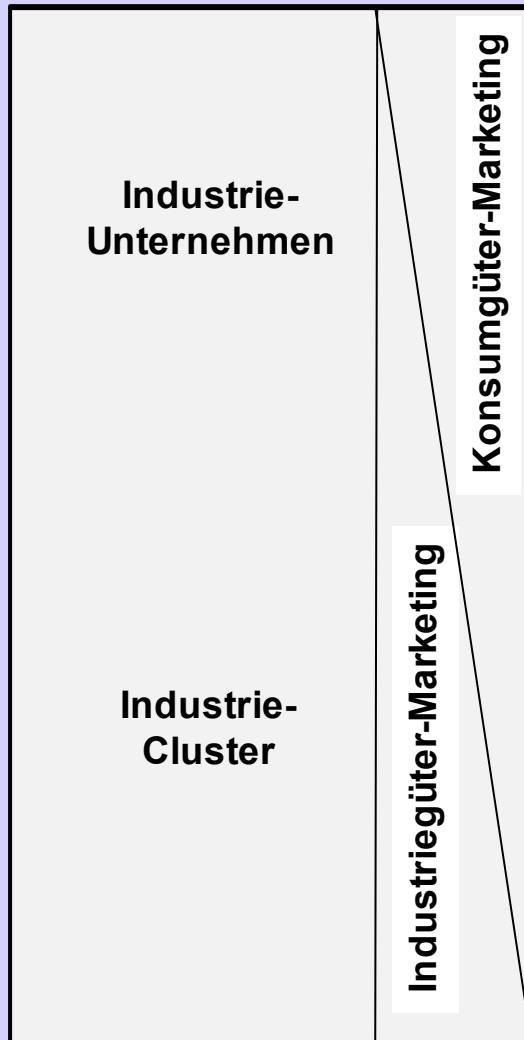 Industrie-
Unternehmen
Konsumgüter-Marketing
Industrie-
Cluster
Industriegüter-Marketing